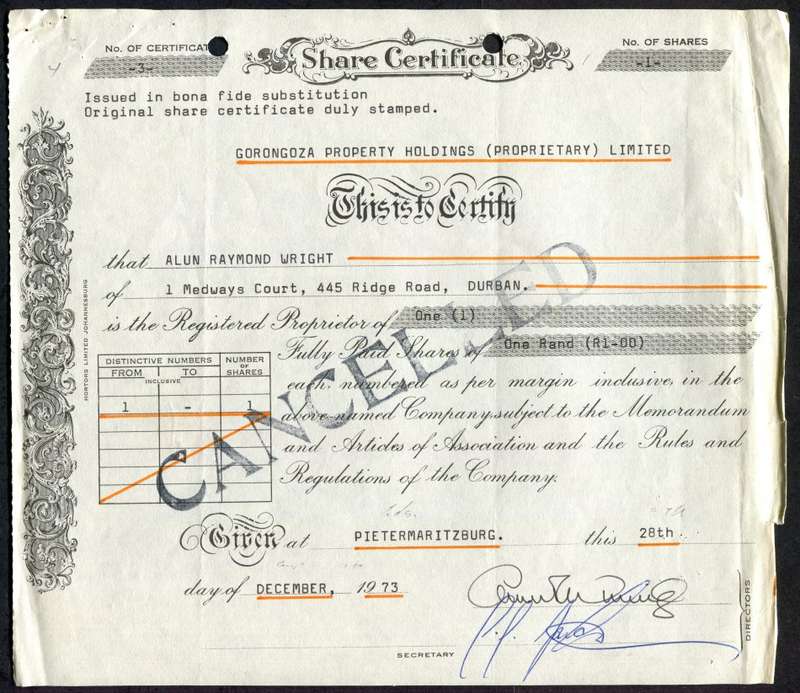 No. OF CERTIFICAT
Share Certificate
No. OF SHARES
-3-
-1-
Issued in bona fide substitution
Original share certificate duly stamped.
GORONGOZA PROPERTY HOLDINGS (PROPRIETARY) LIMITED
This is to Certify
that ALUN RAYMOND WRIGHT
of 1 Medways Court, 445 Ridge Road, DURBAN.
is the Registered Proprietor of One (1)
Fully Paid Shares of One Rand (R1-00)
each numbered as per margin inclusive, in the
above-named Company, subject to the Memorandum
and Articles of Association and the Rules and
Regulations of the Company.
DISTINCTIVE NUMBERS
NUMBER OF SHARES
FROM TO
INCLUSIVE
1 - 1
CANCELLED
HORTORS LIMITED JOHANNESBURG
Given at PIETERMARITZBURG. this 28th.
day of DECEMBER, 1973
DIRECTORS
SECRETARY